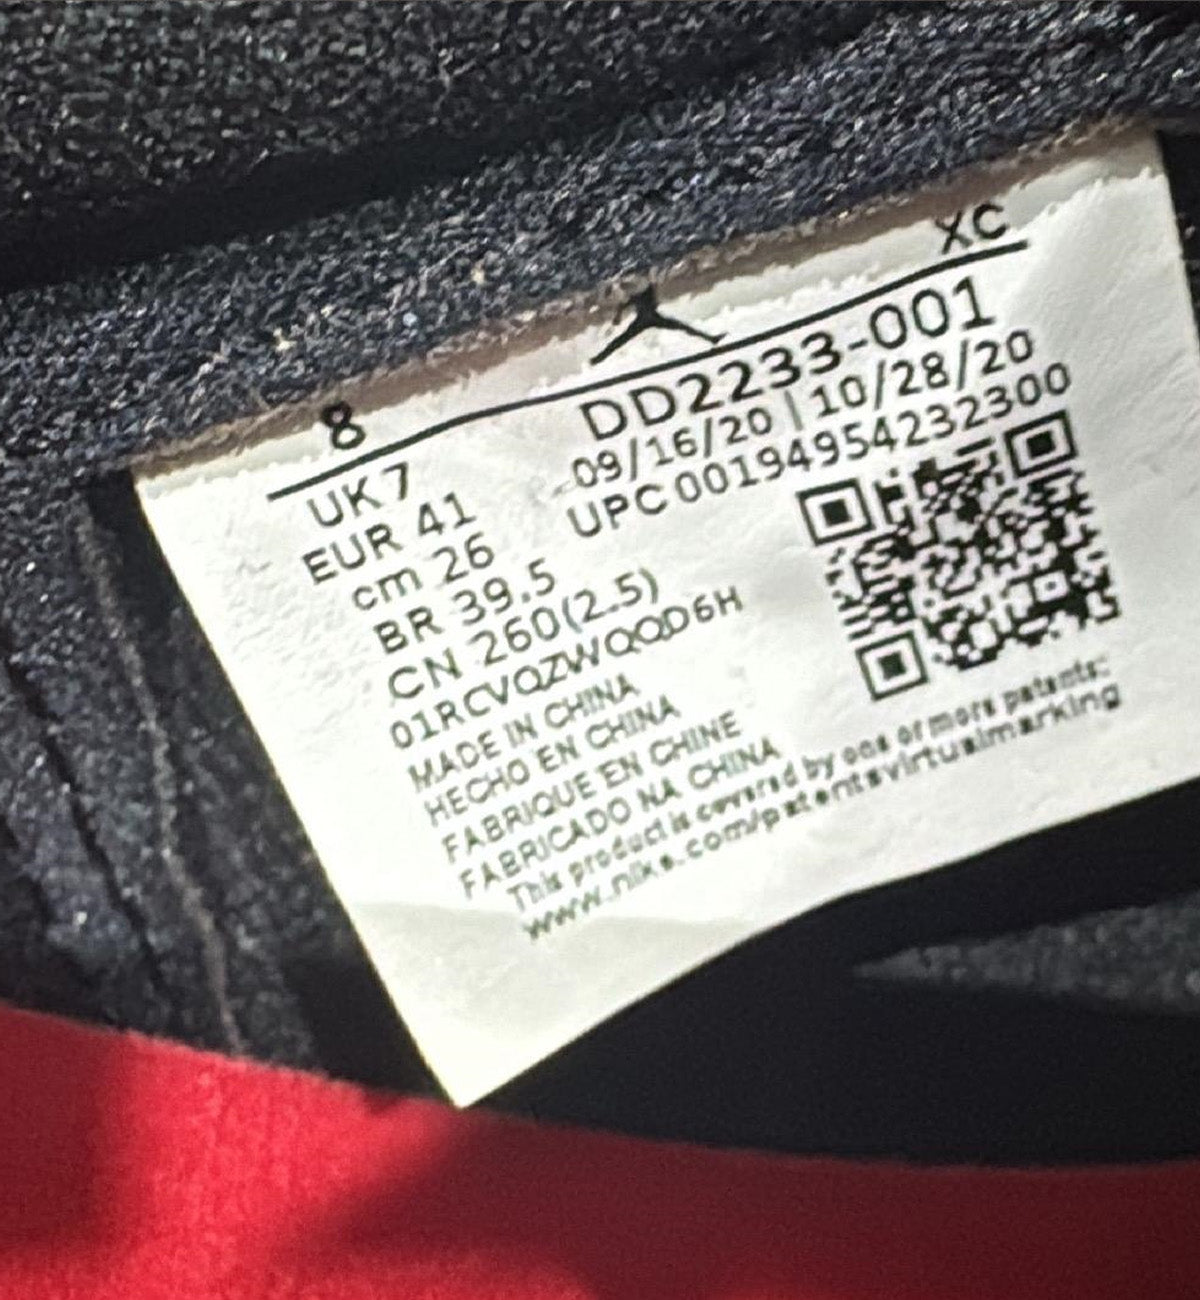 8 XC
UK 7 DD2233-001
EUR 41 09/16/20 | 10/28/20
cm 26 UPC 00194954232300
BR 39.5
CN 260(2.5)
01RCVQZWQQD6H
MADE IN CHINA
HECHO EN CHINA
FABRIQUE EN CHINE
FABRICADO NA CHINA
This product is covered by one or more patents:
www.nike.com/patentsvirtualmarking